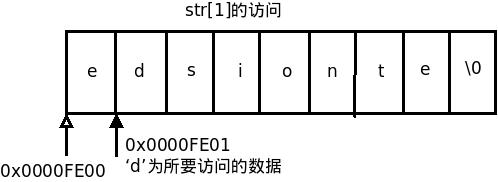 str[1]的访问
e d s i o n t e \0
0x0000FE01
0x0000FE00 ‘d’为所要访问的数据